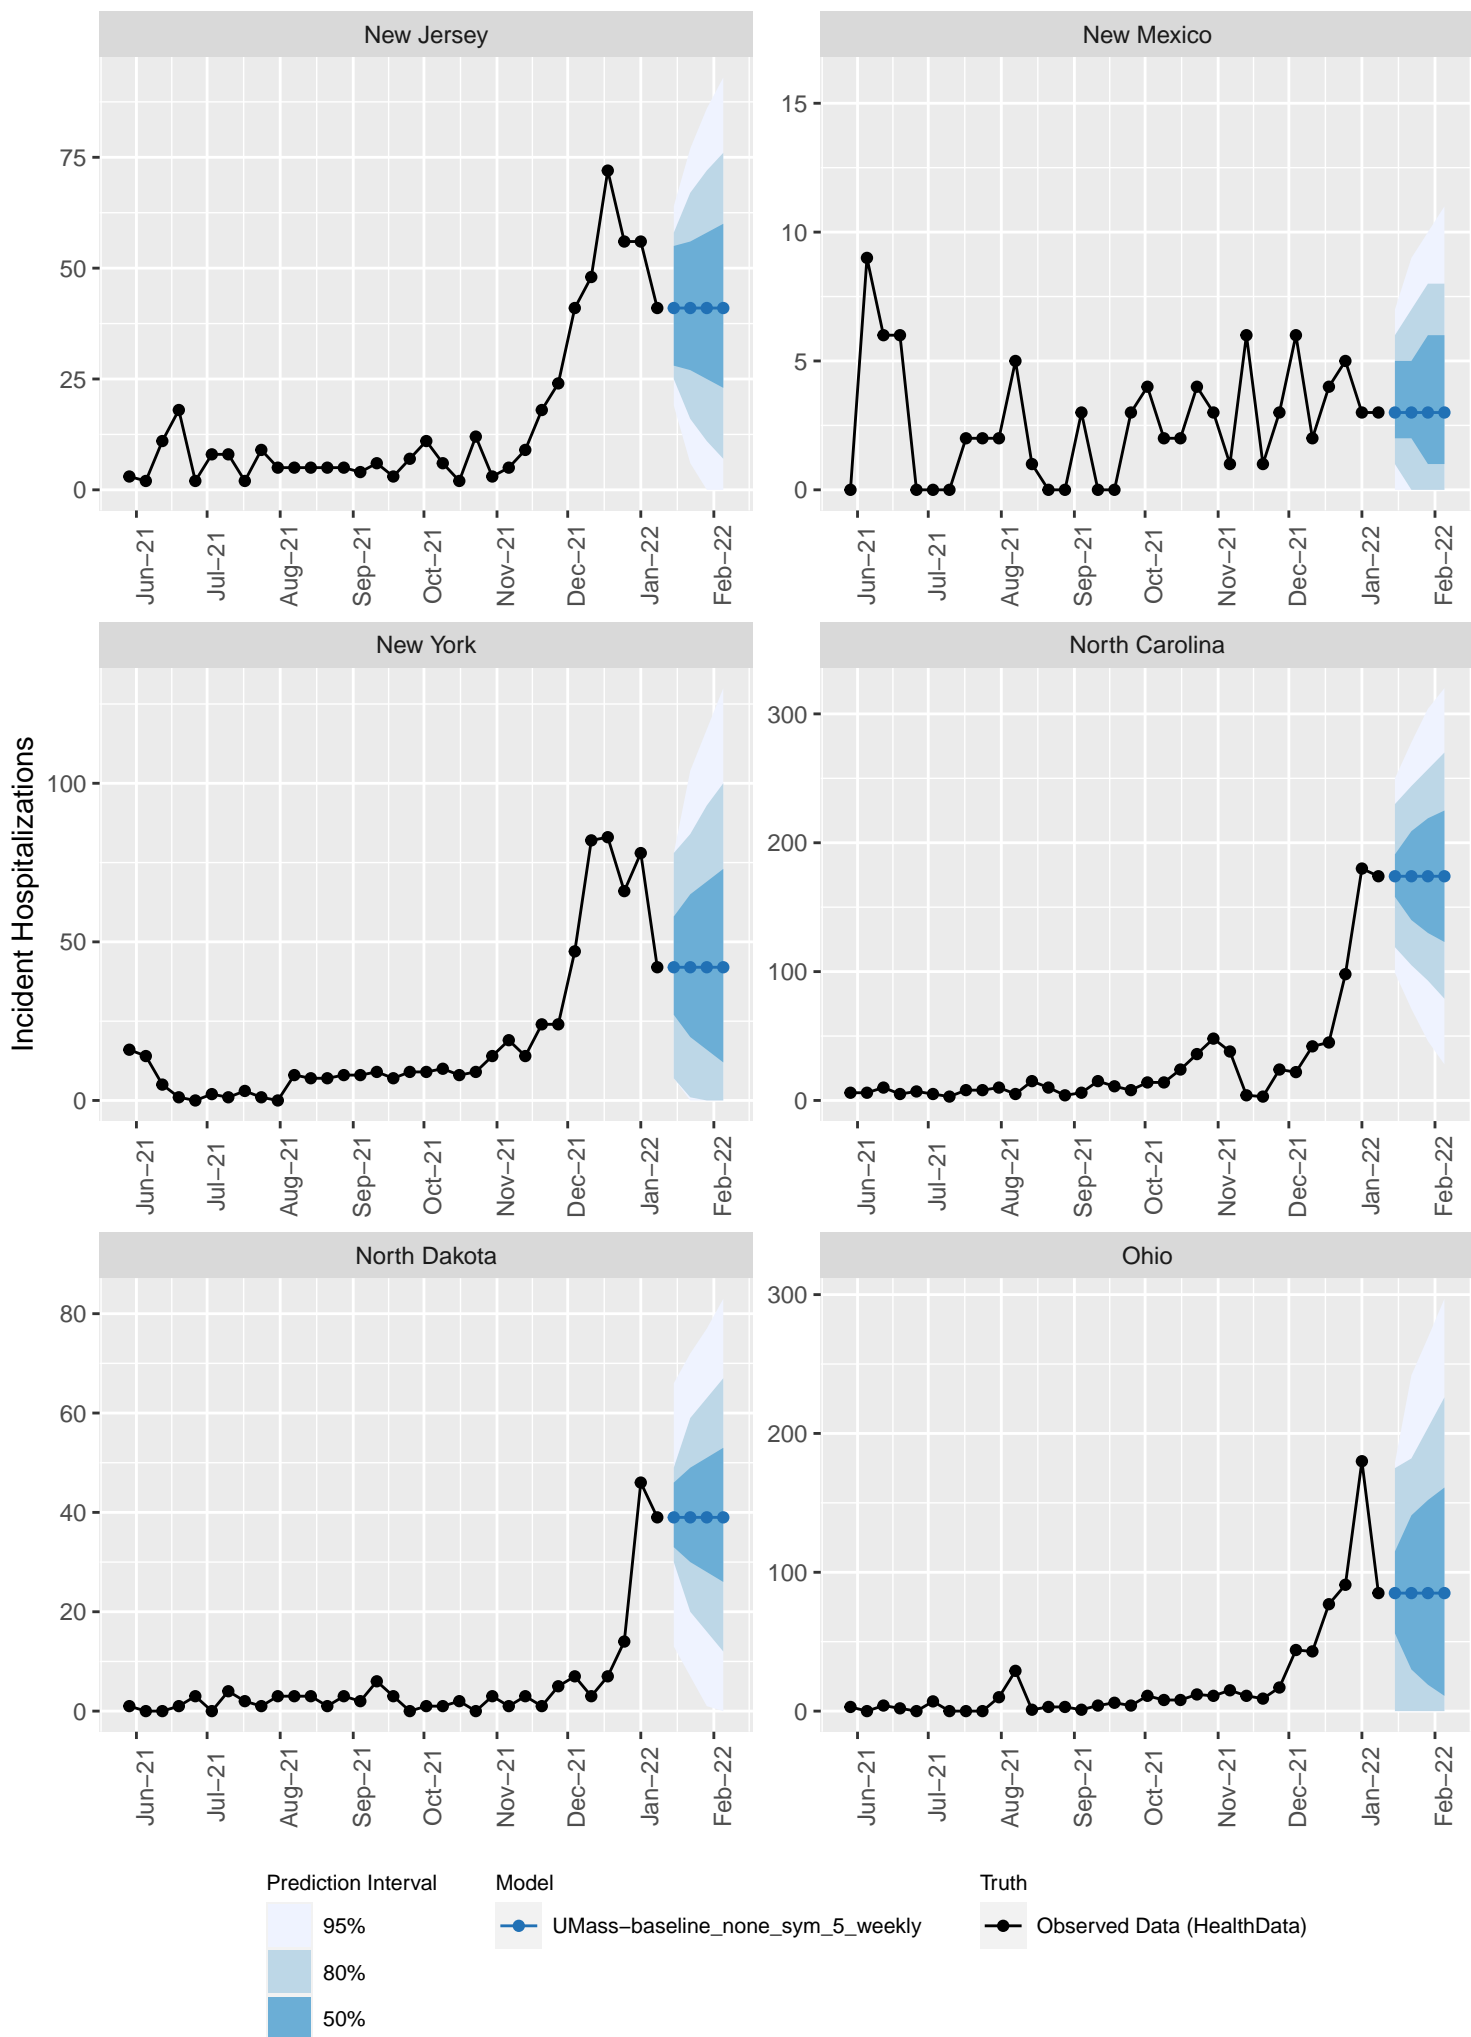 New Jersey
New Mexico
75
50
25
0
15
10
5
0
Jun−21
Jul−21
Aug−21
Sep−21
Oct−21
Nov−21
Dec−21
Jan−22
Feb−22
Jun−21
Jul−21
Aug−21
Sep−21
Oct−21
Nov−21
Dec−21
Jan−22
Feb−22
Incident Hospitalizations
New York
North Carolina
100
50
0
300
200
100
0
Jun−21
Jul−21
Aug−21
Sep−21
Oct−21
Nov−21
Dec−21
Jan−22
Feb−22
Jun−21
Jul−21
Aug−21
Sep−21
Oct−21
Nov−21
Dec−21
Jan−22
Feb−22
North Dakota
Ohio
80
60
40
20
0
300
200
100
0
Jun−21
Jul−21
Aug−21
Sep−21
Oct−21
Nov−21
Dec−21
Jan−22
Feb−22
Jun−21
Jul−21
Aug−21
Sep−21
Oct−21
Nov−21
Dec−21
Jan−22
Feb−22
Prediction Interval
95%
80%
50%
Model
UMass−baseline_none_sym_5_weekly
Truth
Observed Data (HealthData)